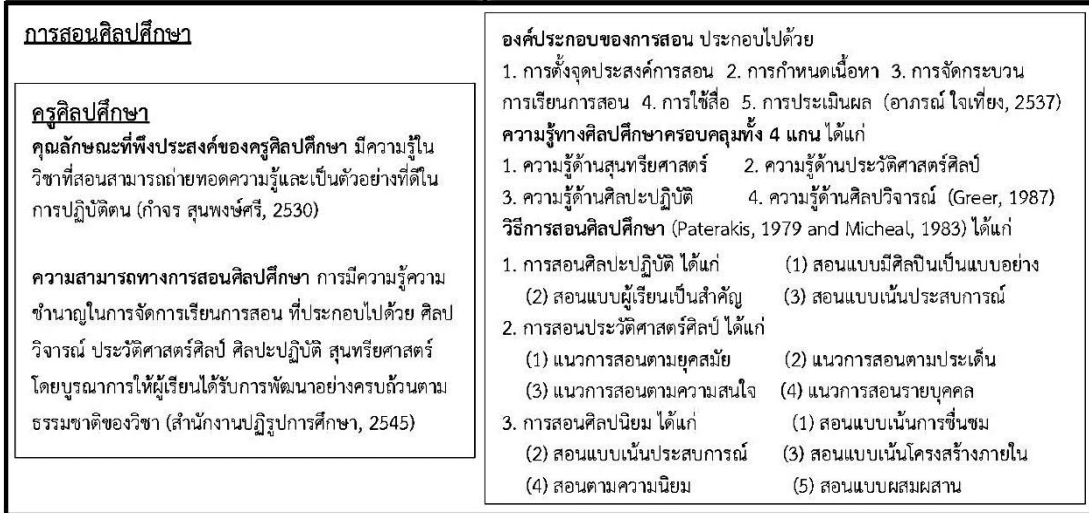 การสอนศิลปศึกษา
ครูศิลปศึกษา
คุณลักษณะที่พึงประสงค์ของครูศิลปศึกษา มีความรู้ใน
วิชาที่สอนสามารถถ่ายทอดความรู้และเป็นตัวอย่างที่ดีใน
การปฏิบัติตน (กำจร สุนพงษ์ศรี, 2530)
ความสามารถทางการสอนศิลปศึกษา การมีความรู้ความ
ชำนาญในการจัดการเรียนการสอน ที่ประกอบไปด้วย ศิลป
วิจารณ์ ประวัติศาสตร์ศิลป์ ศิลปะปฏิบัติ สุนทรียศาสตร์
โดยบูรณาการให้ผู้เรียนได้รับการพัฒนาอย่างครบถ้วนตาม
ธรรมชาติของวิชา (สำนักงานปฏิรูปการศึกษา, 2545)
องค์ประกอบของการสอน ประกอบไปด้วย
1. การตั้งจุดประสงค์การสอน 2. การกำหนดเนื้อหา 3. การจัดกระบวน
การเรียนการสอน 4. การใช้สื่อ 5. การประเมินผล (อาภรณ์ ใจเที่ยง, 2537)
ความรู้ทางศิลปศึกษาครอบคลุมทั้ง 4 แกน ได้แก่
1. ความรู้ด้านสุนทรียศาสตร์ 2. ความรู้ด้านประวัติศาสตร์ศิลป์
3. ความรู้ด้านศิลปะปฏิบัติ 4. ความรู้ด้านศิลปวิจารณ์ (Greer, 1987)
วิธีการสอนศิลปศึกษา (Paterakis, 1979 and Micheal, 1983) ได้แก่
1. การสอนศิลปะปฏิบัติ ได้แก่ (1) สอนแบบมีศิลปินเป็นแบบอย่าง
(2) สอนแบบผู้เรียนเป็นสำคัญ (3) สอนแบบเน้นประสบการณ์
2. การสอนประวัติศาสตร์ศิลป์ ได้แก่
(1) แนวการสอนตามยุคสมัย (2) แนวการสอนตามประเด็น
(3) แนวการสอนตามความสนใจ (4) แนวการสอนรายบุคคล
3. การสอนศิลปนิยม ได้แก่ (1) สอนแบบเน้นการชื่นชม
(2) สอนแบบเน้นประสบการณ์ (3) สอนแบบเน้นโครงสร้างภายใน
(4) สอนตามความนิยม (5) สอนแบบผสมผสาน